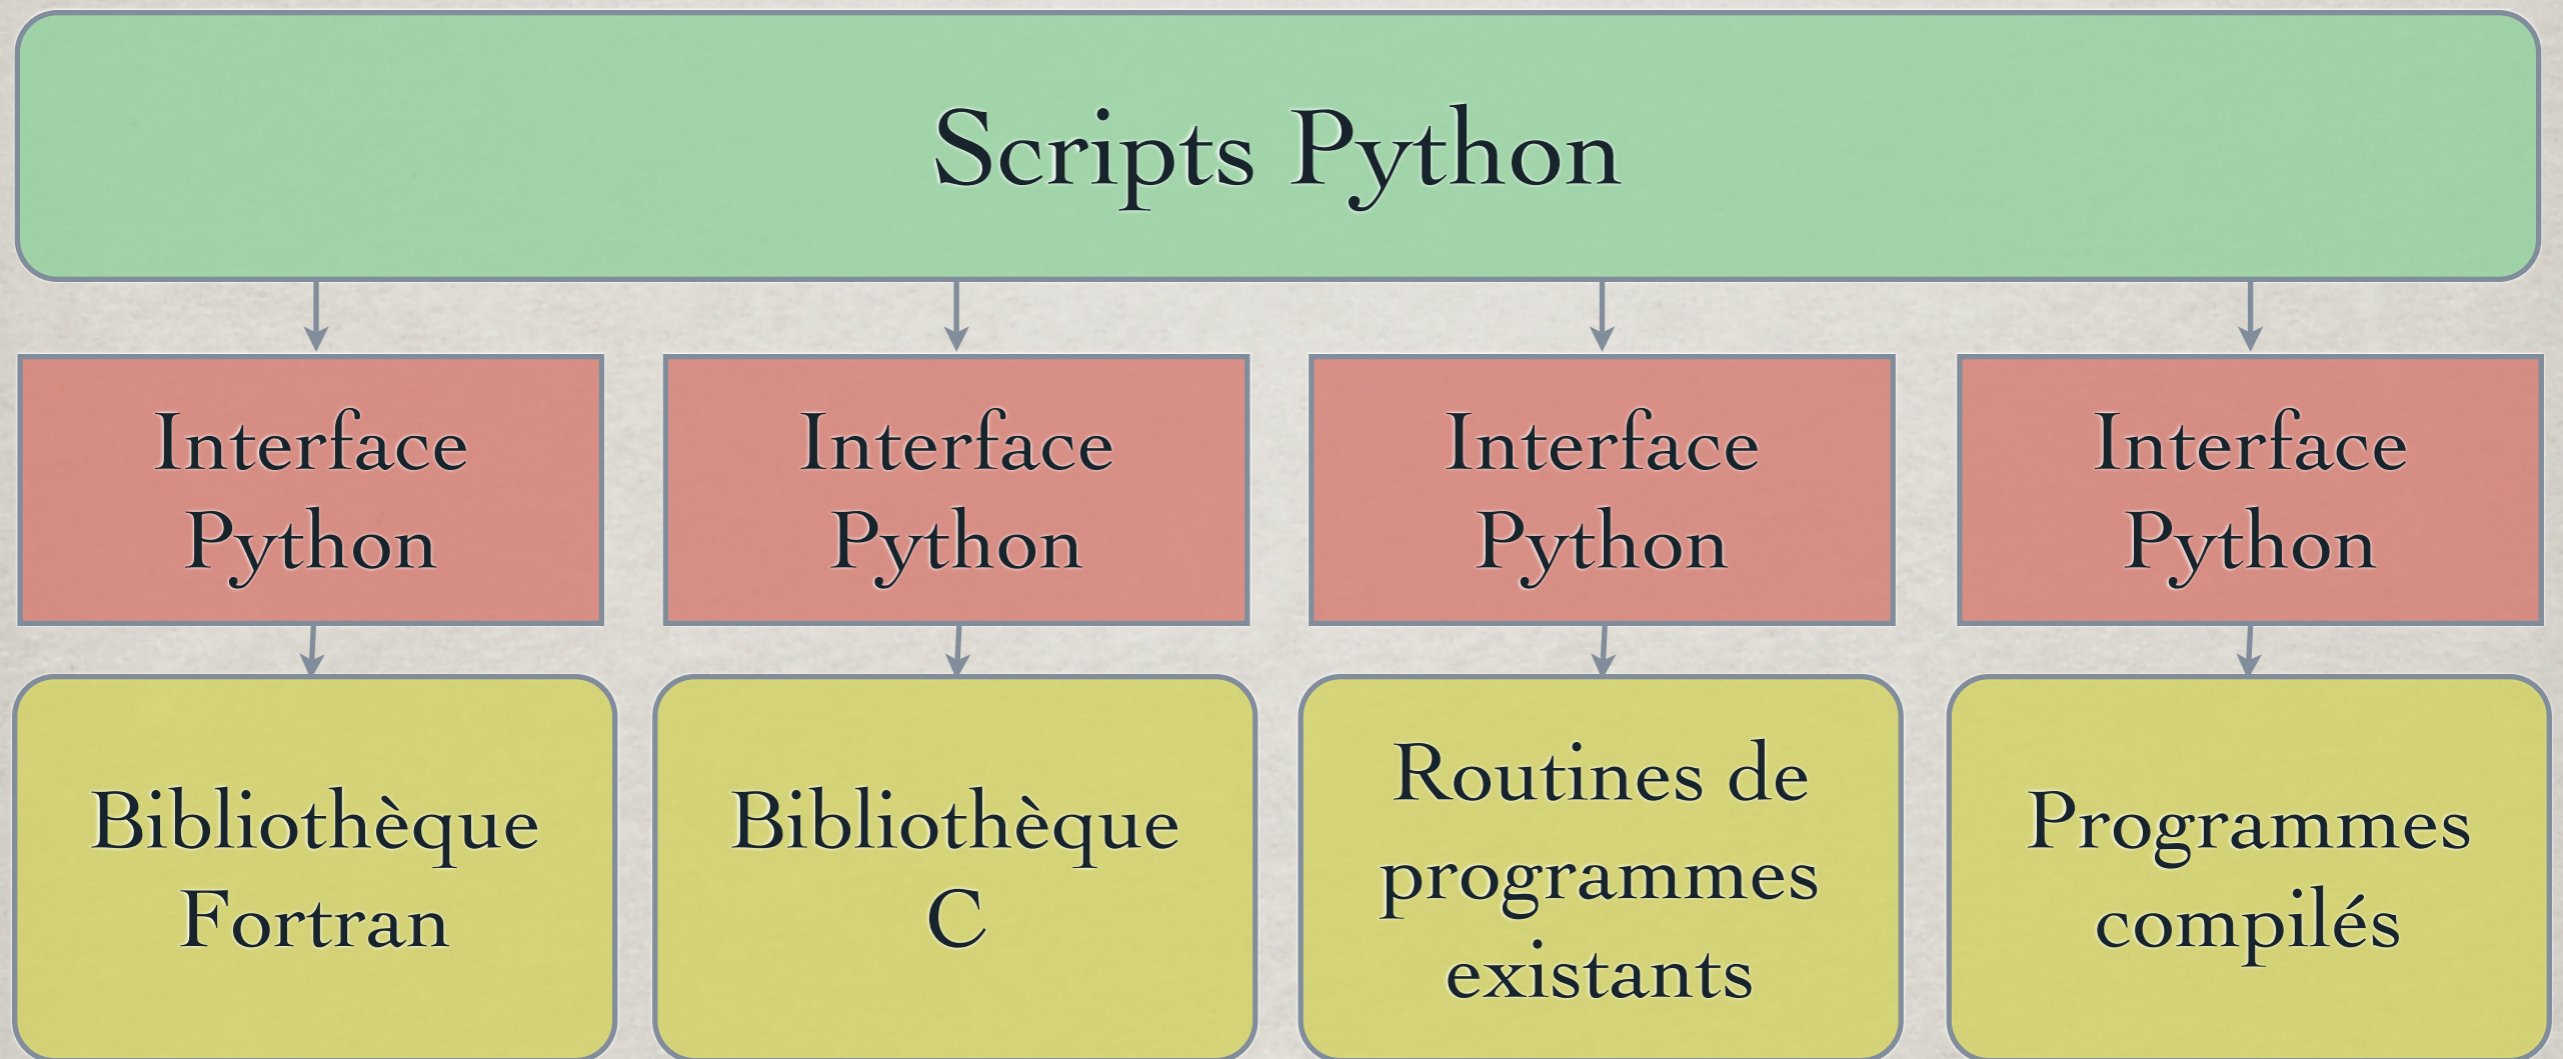 Scripts Python
Interface
Python
Interface
Python
Interface
Python
Interface
Python
Bibliothèque
Fortran
Bibliothèque
C
Routines de
programmes
existants
Programmes
compilés